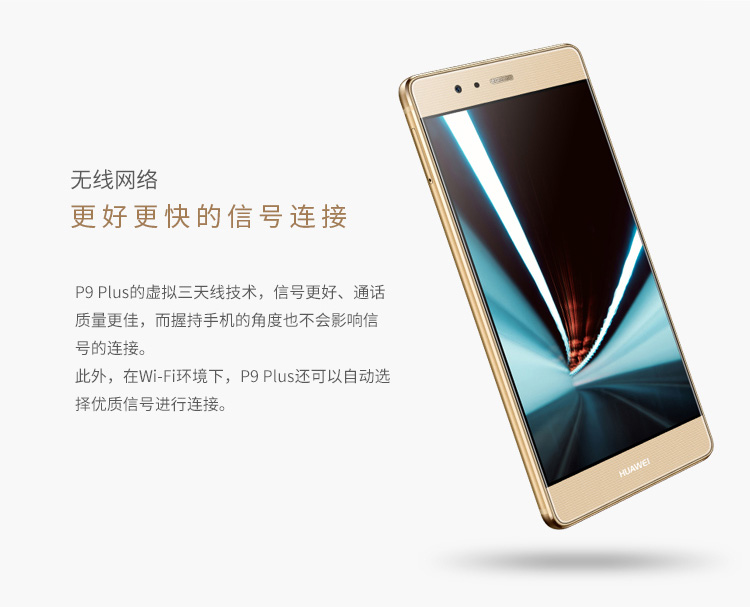 无线网络
更好更快的信号连接
P9 Plus的虚拟三天线技术，信号更好、通话
质量更佳，而握持手机的角度也不会影响信
号的连接。
此外，在Wi-Fi环境下，P9 Plus还可以自动选
择优质信号进行连接。
HUAWEI